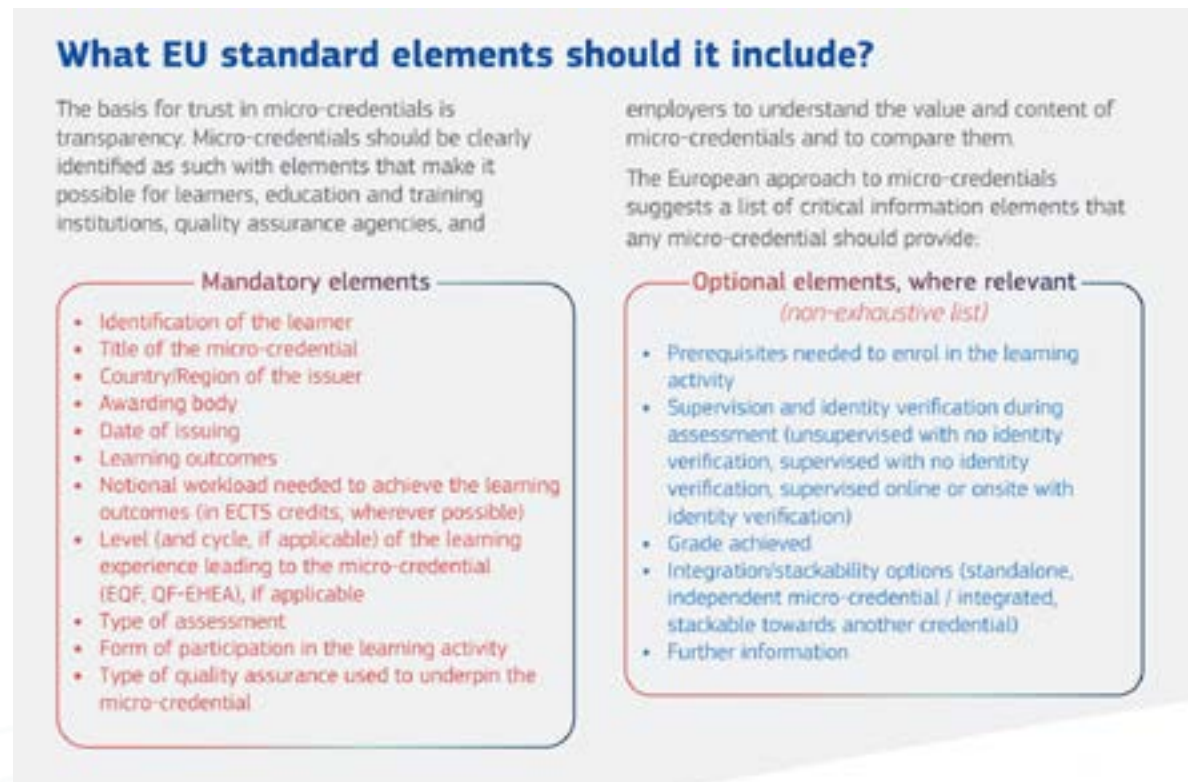 What EU standard elements should it include?
The basis for trust in micro-credentials is
transparency. Micro-credentials should be clearly
identified as such with elements that make it
possible for learners, education and training
institutions, quality assurance agencies, and
employers to understand the value and content of
micro-credentials and to compare them.
The European approach to micro-credentials
suggests a list of critical information elements that
any micro-credential should provide:
Mandatory elements
• Identification of the learner
• Title of the micro-credential
• Country/Region of the issuer
• Awarding body
• Date of issuing
• Learning outcomes
• Notional workload needed to achieve the learning
outcomes (in ECTS credits, wherever possible)
• Level (and cycle, if applicable) of the learning
experience leading to the micro-credential
(EQF, QF-EHEA), if applicable
• Type of assessment
• Form of participation in the learning activity
• Type of quality assurance used to underpin the
micro-credential
Optional elements, where relevant
(non-exhaustive list)
• Prerequisites needed to enrol in the learning
activity
• Supervision and identity verification during
assessment (unsupervised with no identity
verification, supervised with no identity
verification, supervised online or onsite with
identity verification)
• Grade achieved
• Integration/stackability options (standalone,
independent micro-credential / integrated,
stackable towards another credential)
• Further information